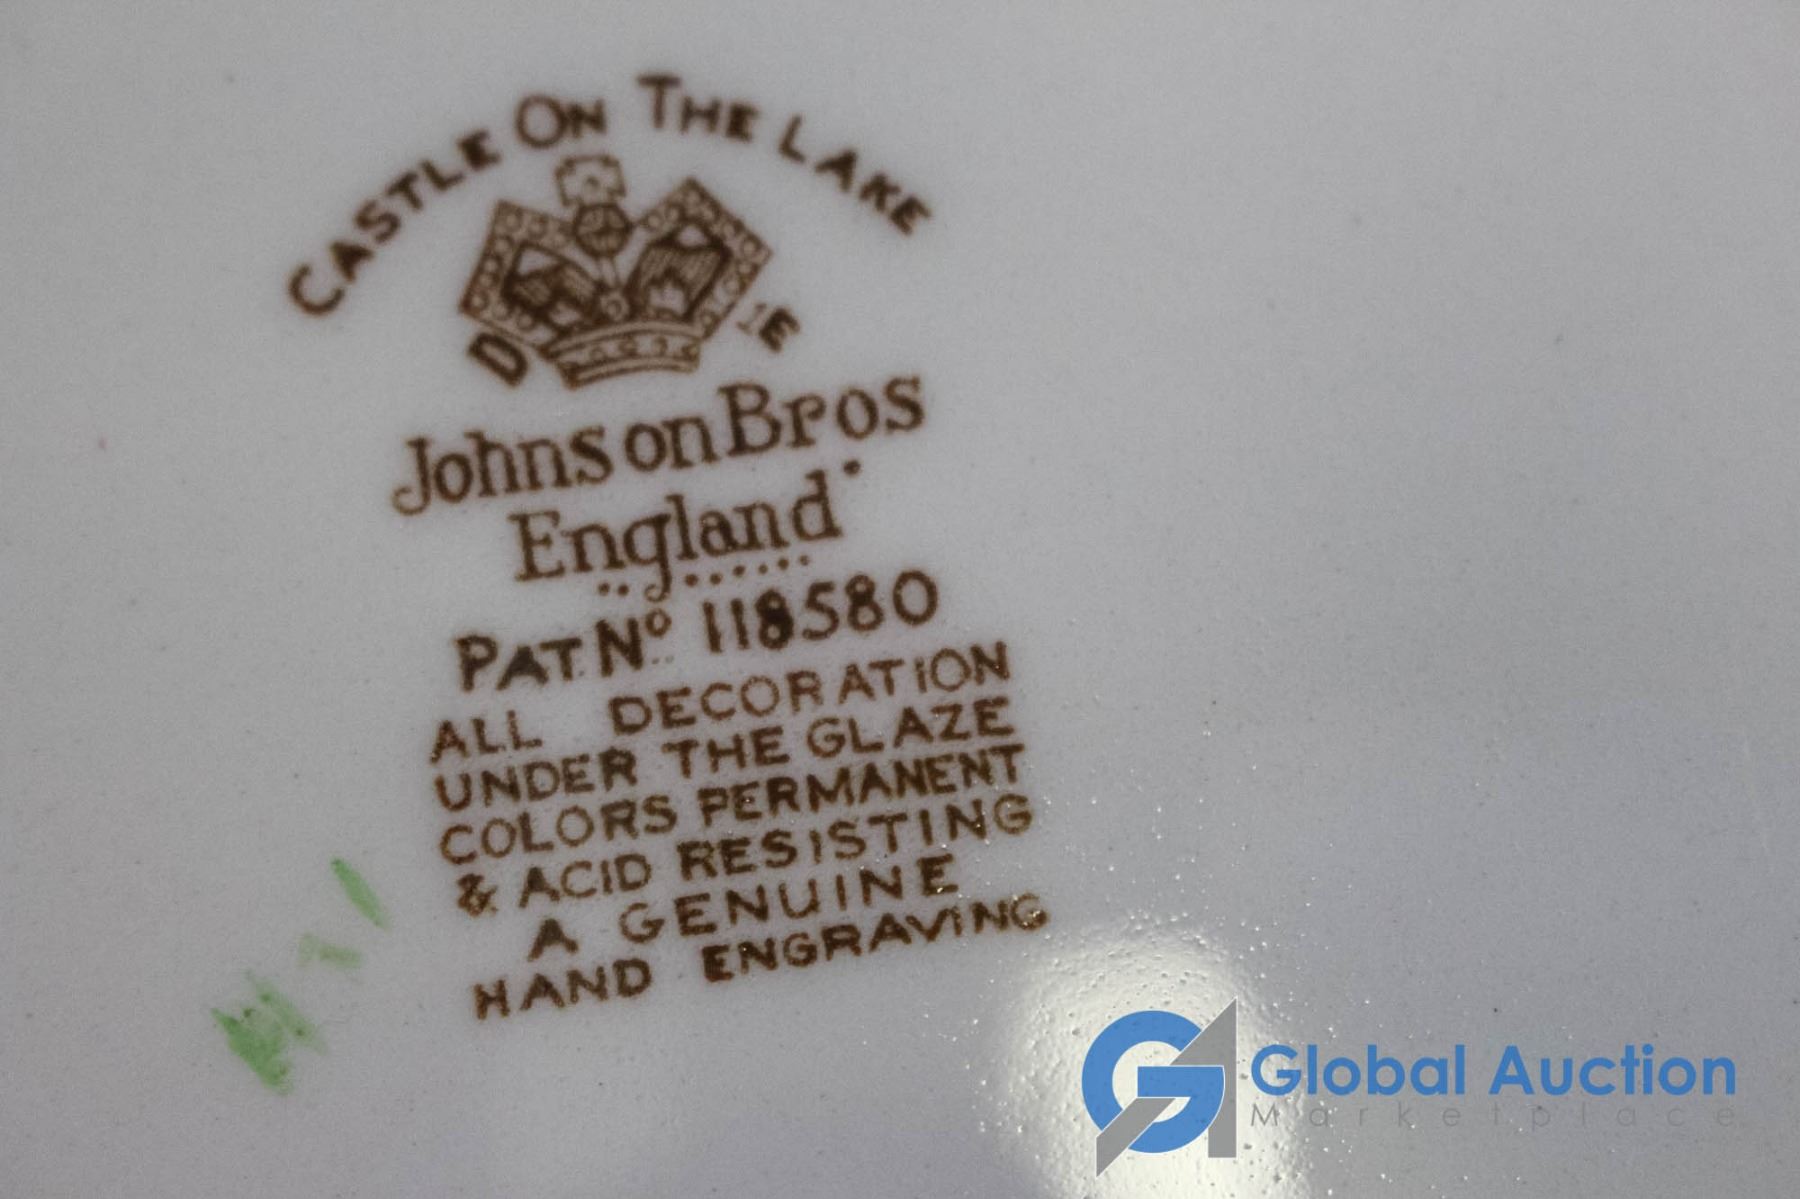 CASTLE ON THE LAKE
D 1E
Johnson Bros
England
PAT. Nº 118580
ALL DECORATION
UNDER THE GLAZE
COLORS PERMANENT
& ACID RESISTING
A GENUINE
HAND ENGRAVING
Global Auction
Marketplace